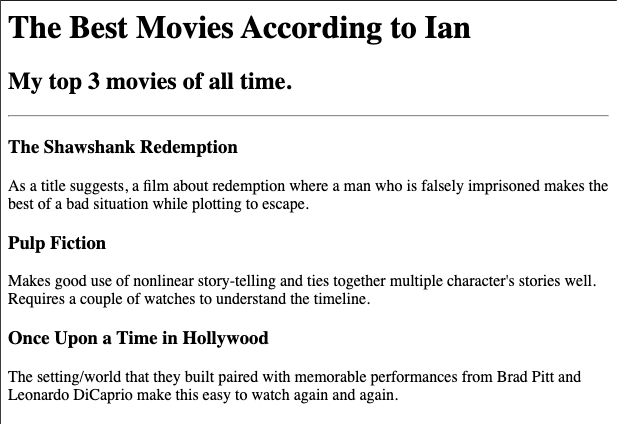 The Best Movies According to Ian
My top 3 movies of all time.
The Shawshank Redemption
As a title suggests, a film about redemption where a man who is falsely imprisoned makes the
best of a bad situation while plotting to escape.
Pulp Fiction
Makes good use of nonlinear story-telling and ties together multiple character's stories well.
Requires a couple of watches to understand the timeline.
Once Upon a Time in Hollywood
The setting/world that they built paired with memorable performances from Brad Pitt and
Leonardo DiCaprio make this easy to watch again and again.